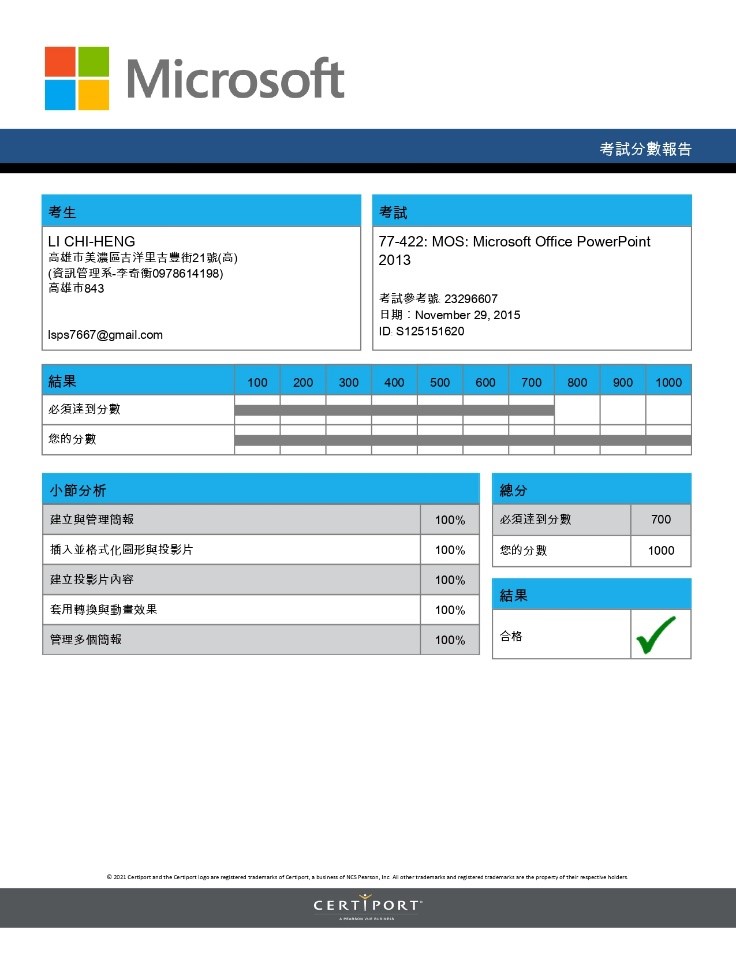 Microsoft
考試分數報告
考生
LI CHI-HENG
高雄市美濃區吉洋里吉豐街21號(高)
(資訊管理系-李奇衡0978614198)
高雄市843
lsps7667@gmail.com
考試
77-422: MOS: Microsoft Office PowerPoint
2013
考試參考號. 23296607
日期：November 29, 2015
ID. S125151620
結果 100 200 300 400 500 600 700 800 900 1000
必須達到分數
您的分數
小節分析
建立與管理簡報 100%
插入並格式化圖形與投影片 100%
建立投影片內容 100%
套用轉換與動畫效果 100%
管理多個簡報 100%
總分
必須達到分數 700
您的分數 1000
結果
合格
© 2021 Certiport and the Certiport logo are registered trademarks of Certiport, a business of NCS Pearson, Inc. All other trademarks and registered trademarks are the property of their respective holders.
CERTIPORT
A PEARSON VUE BUSINESS